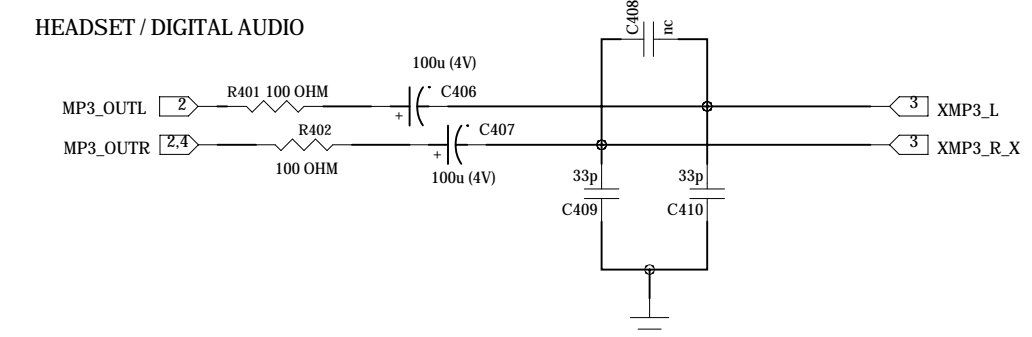 HEADSET / DIGITAL AUDIO
C408
nc
100u (4V)
R401 100 OHM
C406
MP3_OUTL
2
+
3
XMP3_L
R402
C407
MP3_OUTR
2,4
+
3
XMP3_R_X
100 OHM
100u (4V)
33p
33p
C409
C410